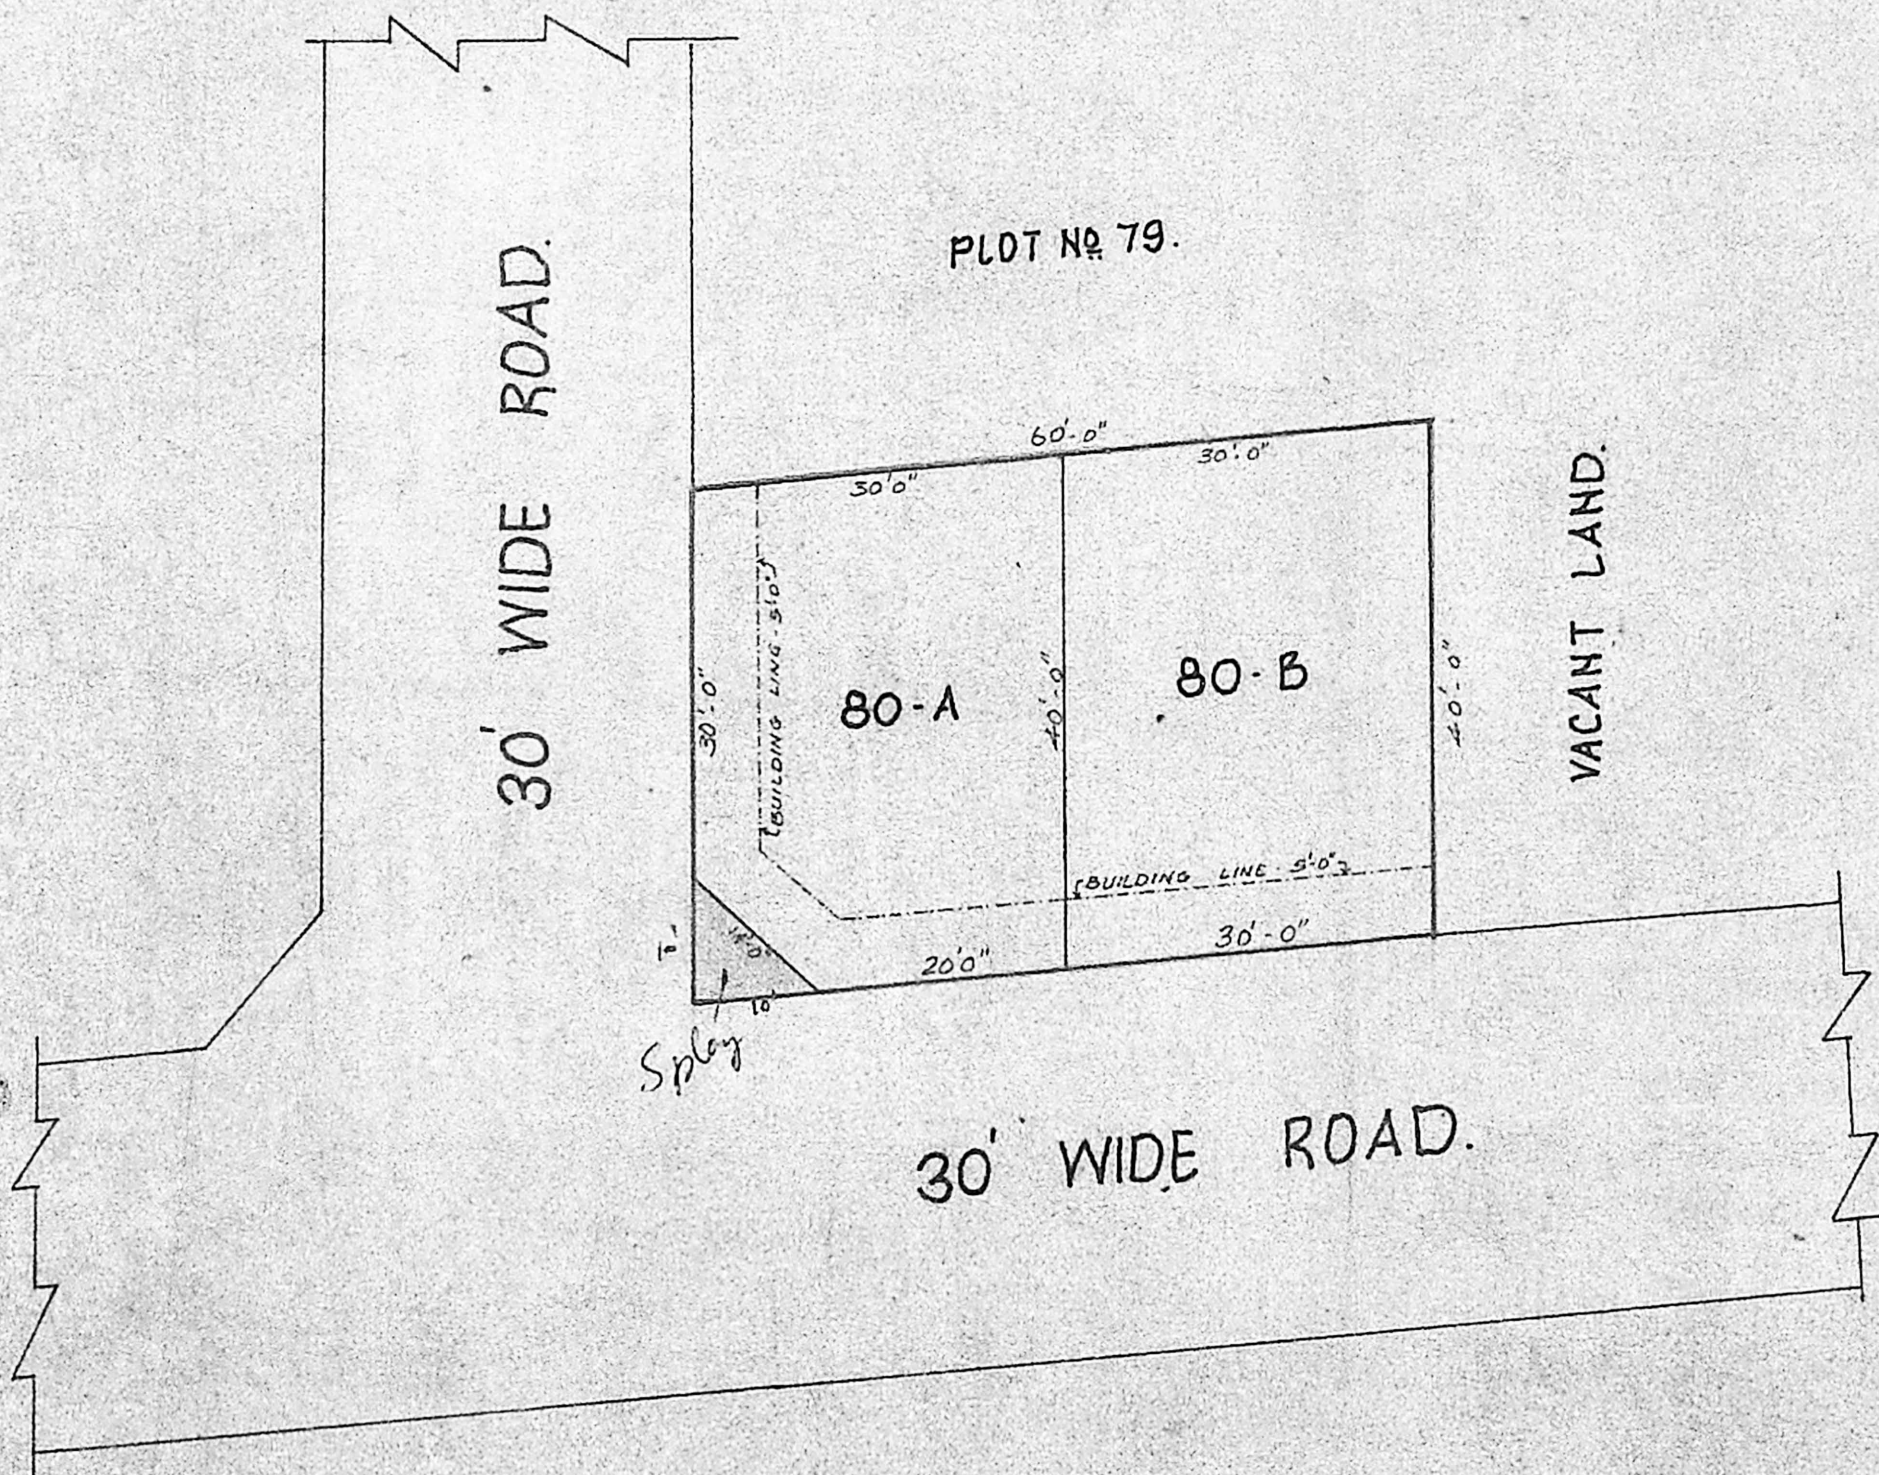 PLOT Nº 79.
30' WIDE ROAD.
60'-0"
30'0"
30'-0"
VACANT LAND.
BUILDING LINE - 5'0"
30'-0"
80-A
40'-0"
80-B
40'-0"
BUILDING LINE - 5'-0"
10'
20'0"
30'-0"
Splay
30' WIDE ROAD.